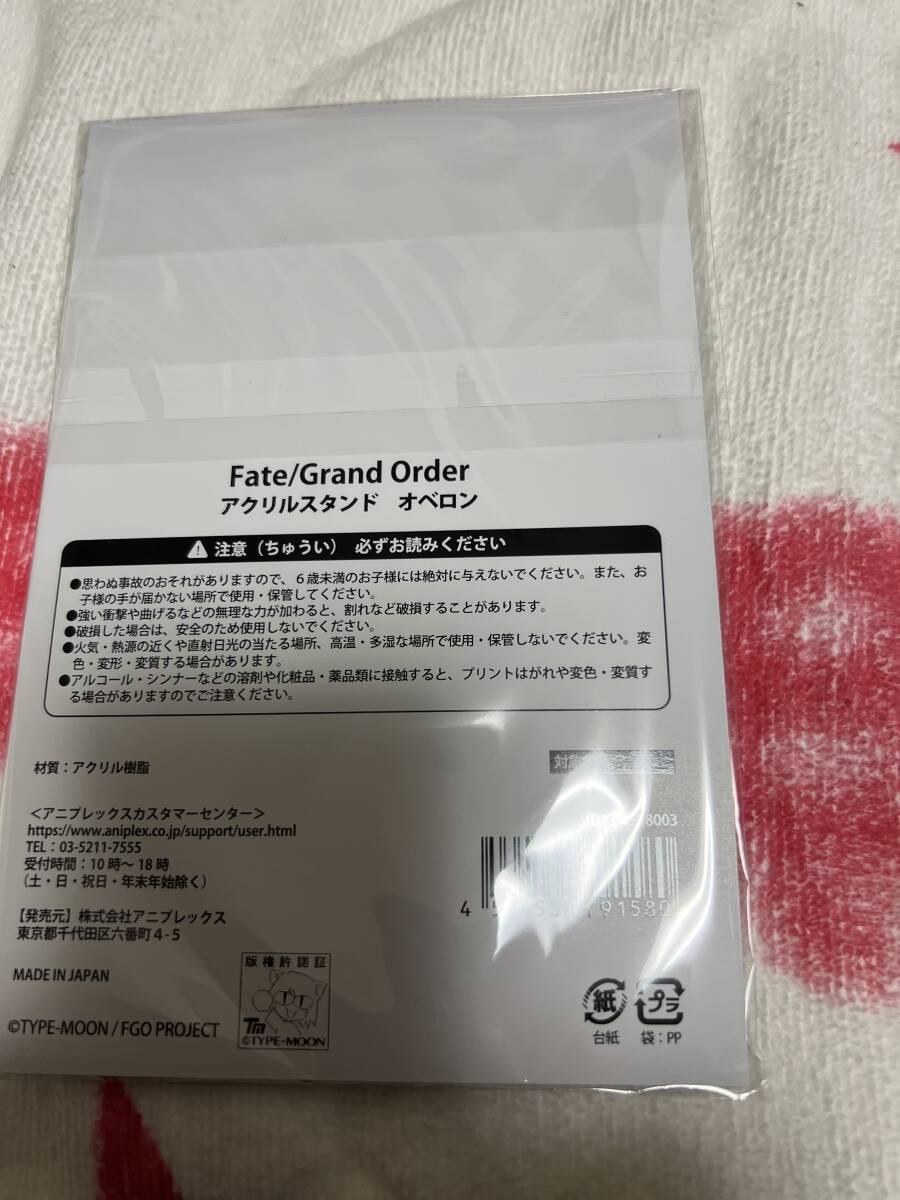 Fate/Grand Order
アクリルスタンド オベロン
注意（ちゅうい） 必ずお読みください
●思わぬ事故のおそれがありますので、６歳未満のお子様には絶対に与えないでください。また、お
子様の手が届かない場所で使用・保管してください。
●強い衝撃や曲げるなどの無理な力が加わると、割れなど破損することがあります。
●破損した場合は、安全のため使用しないでください。
●火気・熱源の近くや直射日光の当たる場所、高温・多湿な場所で使用・保管しないでください。変
色・変形・変質する場合があります。
●アルコール・シンナーなどの溶剤や化粧品・薬品類に接触すると、プリントはがれや変色・変質す
る場合がありますのでご注意ください。
材質：アクリル樹脂
＜アニプレックスカスタマーセンター＞
https://www.aniplex.co.jp/support/user.html
TEL：03-5211-7555
受付時間：10時～18時
（土・日・祝日・年末年始除く）
【発売元】株式会社アニプレックス
東京都千代田区六番町４-５
MADE IN JAPAN
©TYPE-MOON / FGO PROJECT
版権許諾証
TM
©TYPE-MOON
8003
791580
紙
台紙
プラ
袋：PP